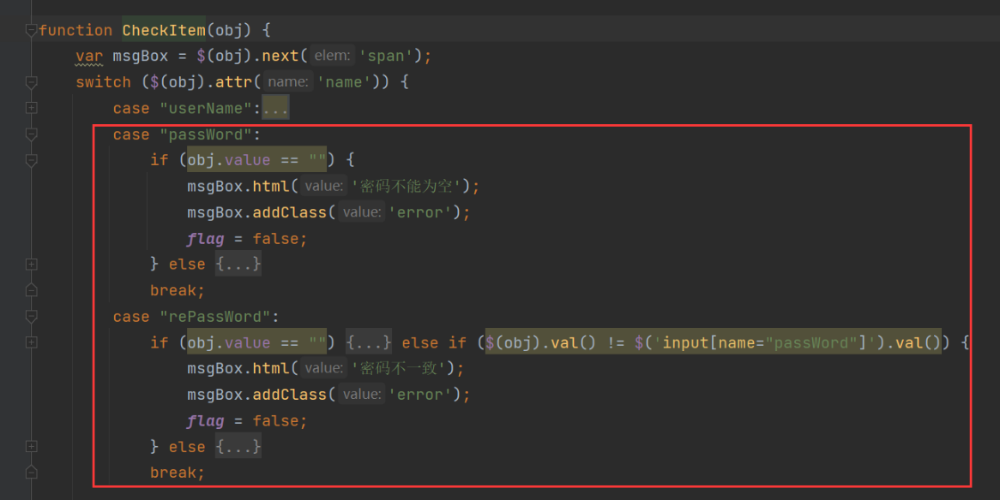 function CheckItem(obj) {
var msgBox = $(obj).next( elem: 'span');
switch ($(obj).attr( name: 'name')) {
case "userName":...
case "passWord":
if (obj.value == "") {
msgBox.html( value: '密码不能为空');
msgBox.addClass( value: 'error');
flag = false;
} else {...}
break;
case "rePassWord":
if (obj.value == "") {...} else if ($(obj).val() != $('input[name="passWord"]').val()) {
msgBox.html( value: '密码不一致');
msgBox.addClass( value: 'error');
flag = false;
} else {...}
break;